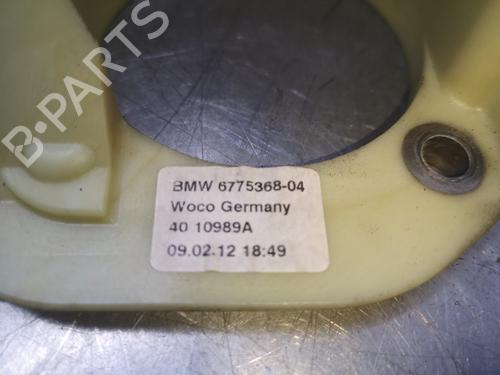 B-PARTS
BMW 6775368-04
Woco Germany
40 10989A
09.02.12 18:49